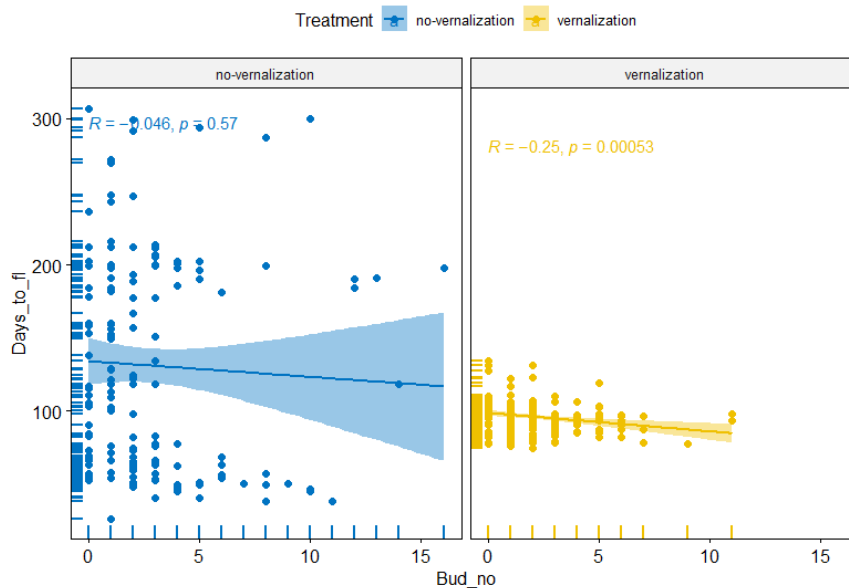 Treatment no-vernalization vernalization
no-vernalization
vernalization
R = −0.046, p = 0.57
R = −0.25, p = 0.00053
300
200
100
Days_to_fl
0 5 10 15
0 5 10 15
Bud_no